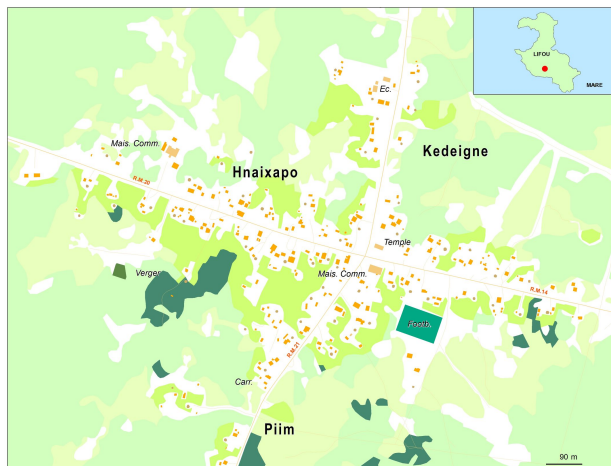 LIFOU
MARE
Ec.
Mais. Comm.
Kedeigne
Hnaixapo
R.M.20
Temple
Verger
Mais. Comm.
R.M.14
Footb.
R.M.21
Carr.
Piim
90 m